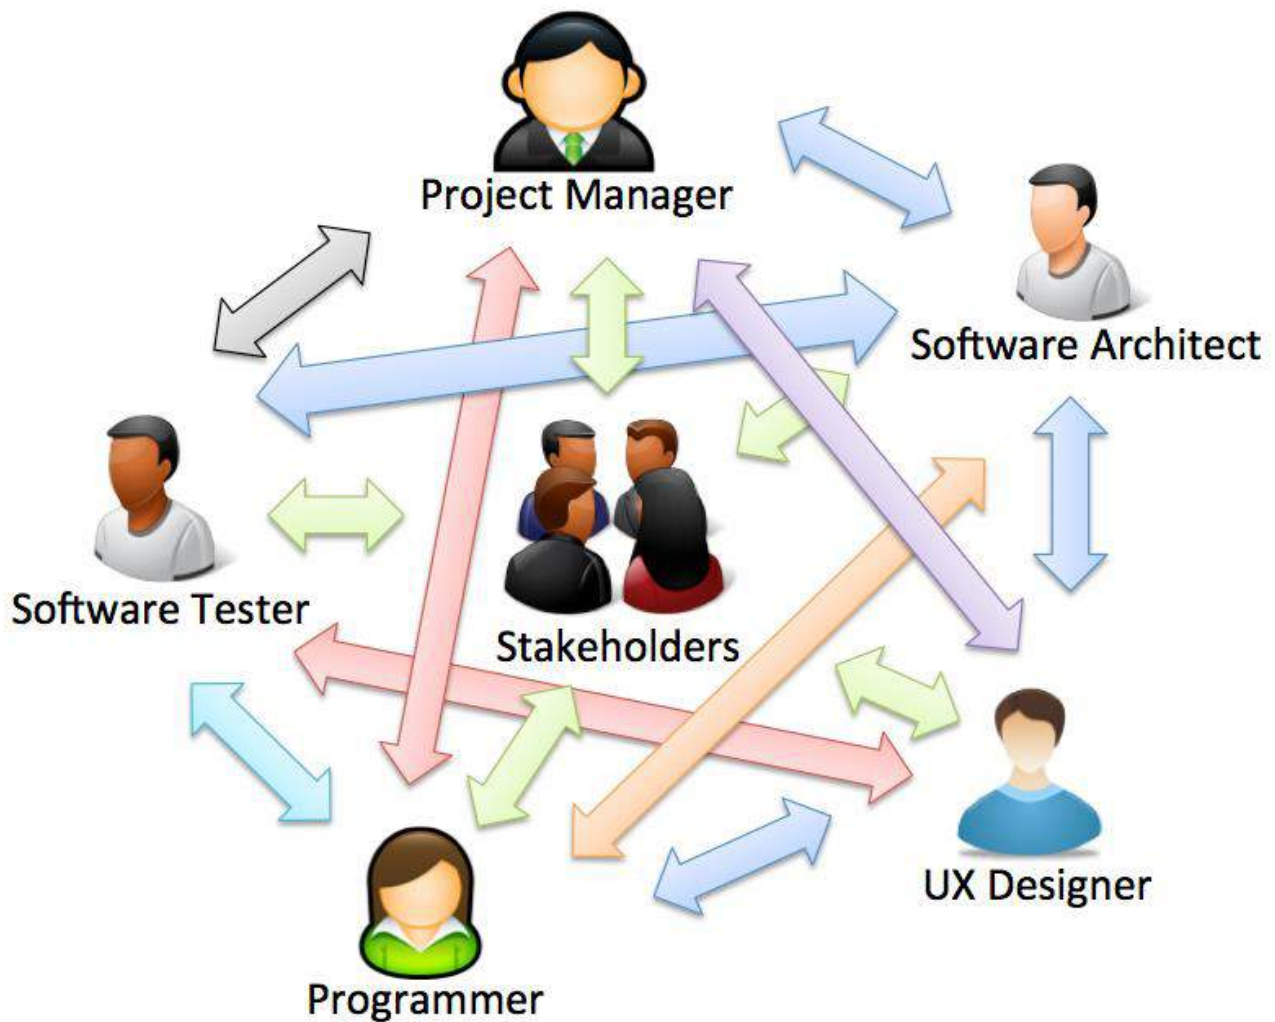 Project Manager
Software Architect
Software Tester
Stakeholders
UX Designer
Programmer